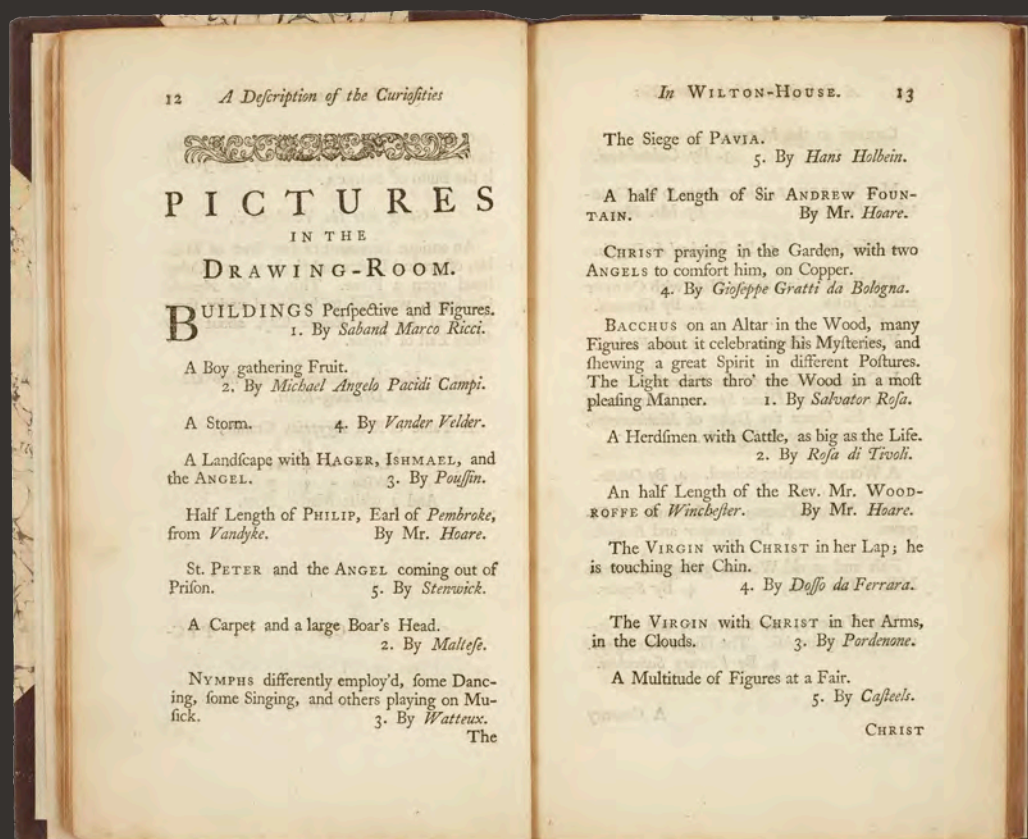 12 A Deſcription of the Curioſities
PICTURES
IN THE
DRAWING-ROOM.
BUILDINGS Perſpective and Figures.
1. By Saband Marco Ricci.
A Boy gathering Fruit.
2. By Michael Angelo Pacidi Campi.
A Storm. 4. By Vander Velder.
A Landſcape with HAGER, ISHMAEL, and
the ANGEL. 3. By Pouſſin.
Half Length of PHILIP, Earl of Pembroke,
from Vandyke. By Mr. Hoare.
St. PETER and the ANGEL coming out of
Priſon. 5. By Stenwick.
A Carpet and a large Boar's Head.
2. By Malteſe.
NYMPHS differently employ'd, ſome Danc-
ing, ſome Singing, and others playing on Mu-
ſick. 3. By Watteux.
The
In WILTON-HOUSE. 13
The Siege of PAVIA.
5. By Hans Holbein.
A half Length of Sir ANDREW FOUN-
TAIN. By Mr. Hoare.
CHRIST praying in the Garden, with two
ANGELS to comfort him, on Copper.
4. By Gioſeppe Gratti da Bologna.
BACCHUS on an Altar in the Wood, many
Figures about it celebrating his Myſteries, and
ſhewing a great Spirit in different Poſtures.
The Light darts thro' the Wood in a moſt
pleaſing Manner. 1. By Salvator Roſa.
A Herdſmen with Cattle, as big as the Life.
2. By Roſa di Tivoli.
An half Length of the Rev. Mr. WOOD-
ROFFE of Wincheſter. By Mr. Hoare.
The VIRGIN with CHRIST in her Lap; he
is touching her Chin.
4. By Doſſo da Ferrara.
The VIRGIN with CHRIST in her Arms,
in the Clouds. 3. By Pordenone.
A Multitude of Figures at a Fair.
5. By Caſteels.
CHRIST